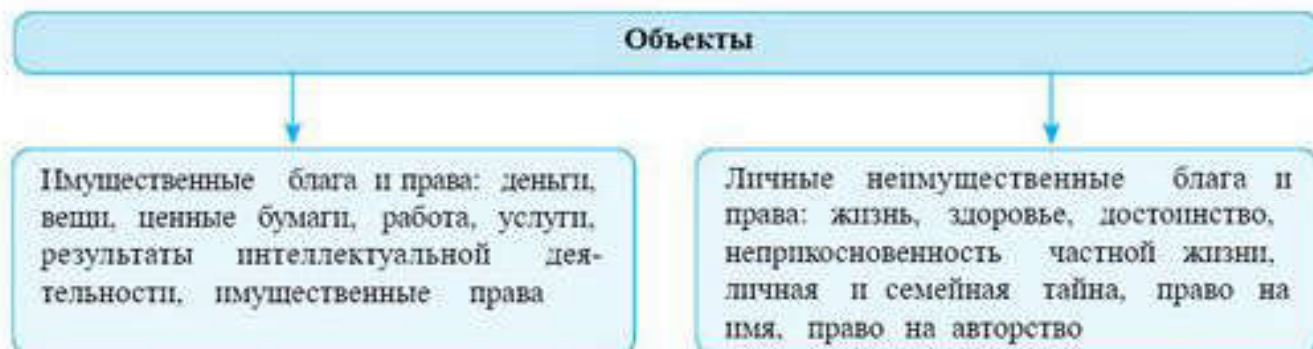 Объекты
Имущественные блага и права: деньги,
вещи, ценные бумаги, работа, услуги,
результаты интеллектуальной дея-
тельности, имущественные права
Личные неимущественные блага и
права: жизнь, здоровье, достоинство,
неприкосновенность частной жизни,
личная и семейная тайна, право на
имя, право на авторство